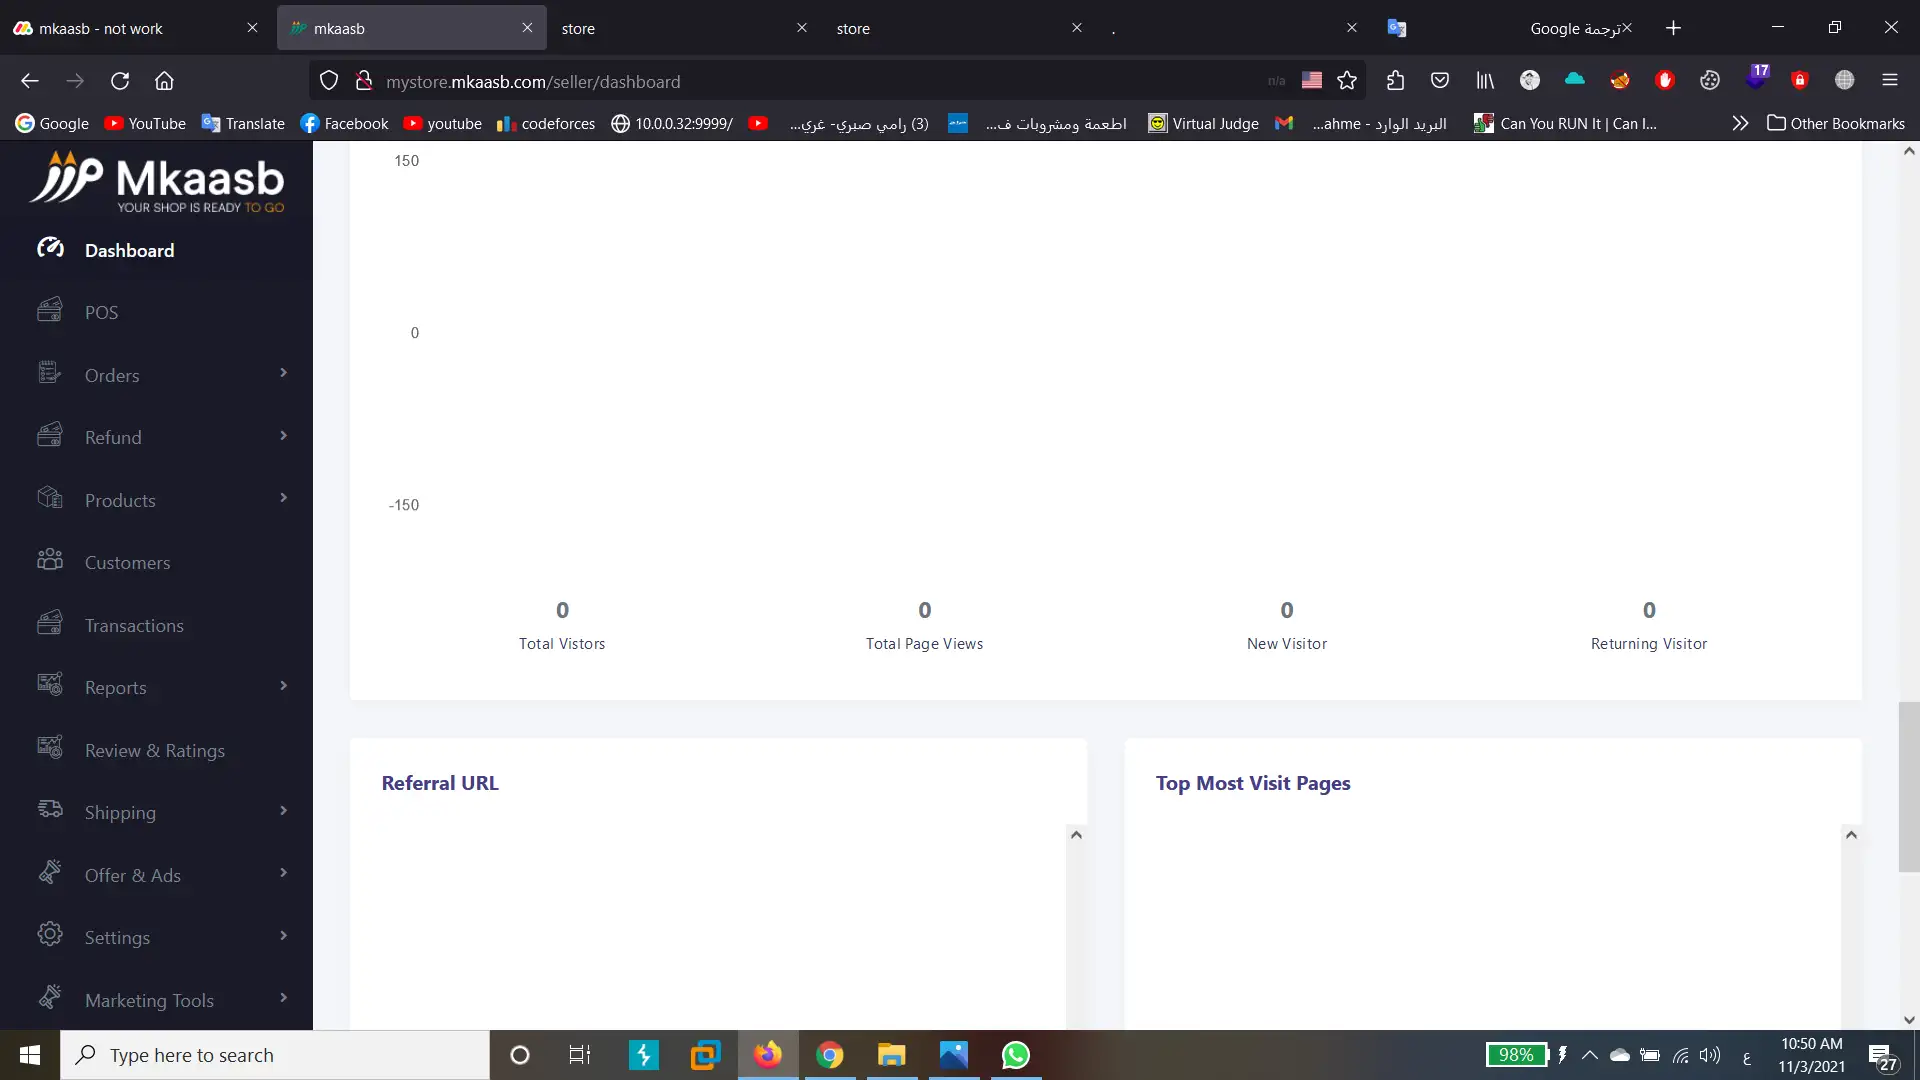 mkaasb - not work
mkaasb
store
store
.
ترجمة Google
mystore.mkaasb.com/seller/dashboard
n/a
17
Google
YouTube
Translate
Facebook
youtube
codeforces
10.0.0.32:9999/
(3) رامي صبري- غري...
اطعمة ومشروبات ف...
Virtual Judge
البريد الوارد - ahme...
Can You RUN It | Can I...
Other Bookmarks
Mkaasb
YOUR SHOP IS READY TO GO
Dashboard
POS
Orders
Refund
Products
Customers
Transactions
Reports
Review & Ratings
Shipping
Offer & Ads
Settings
Marketing Tools
150
0
-150
0
Total Vistors
0
Total Page Views
0
New Visitor
0
Returning Visitor
Referral URL
Top Most Visit Pages
Type here to search
98%
ع
10:50 AM
11/3/2021
27